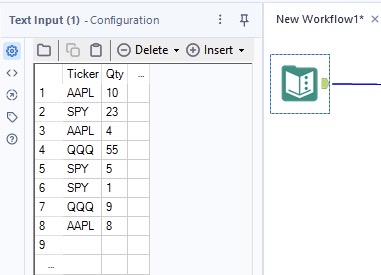 Text Input (1) - Configuration
New Workflow1*
Delete
Insert
Ticker Qty ...
1 AAPL 10
2 SPY 23
3 AAPL 4
4 QQQ 55
5 SPY 5
6 SPY 1
7 QQQ 9
8 AAPL 8
9
...